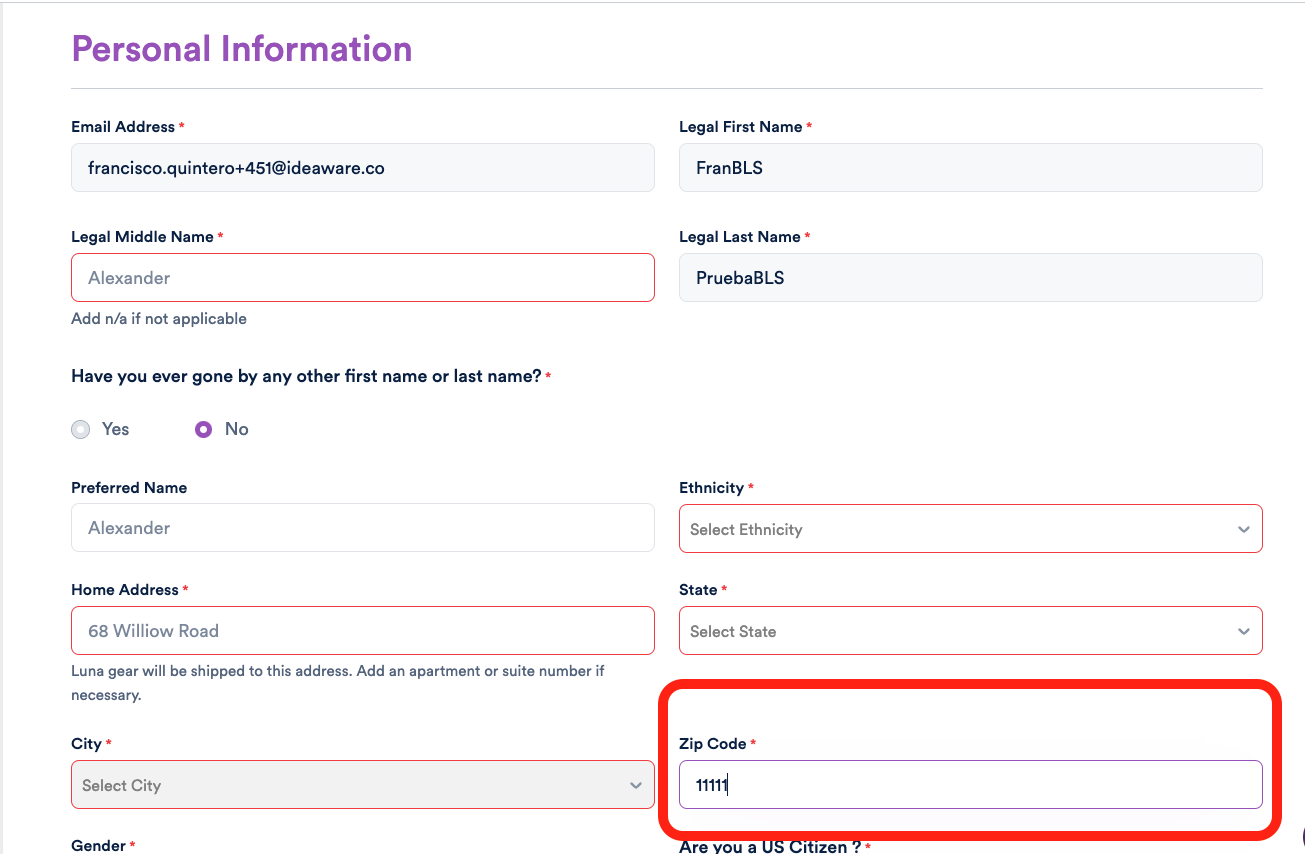 Personal Information
Email Address *
Legal First Name *
francisco.quintero+451@ideaware.co
FranBLS
Legal Middle Name *
Legal Last Name *
Alexander
PruebaBLS
Add n/a if not applicable
Have you ever gone by any other first name or last name? *
Yes
No
Preferred Name
Ethnicity *
Alexander
Select Ethnicity
Home Address *
State *
68 Williow Road
Select State
Luna gear will be shipped to this address. Add an apartment or suite number if
necessary.
City *
Zip Code *
Select City
11111
Gender *
Are you a US Citizen ? *